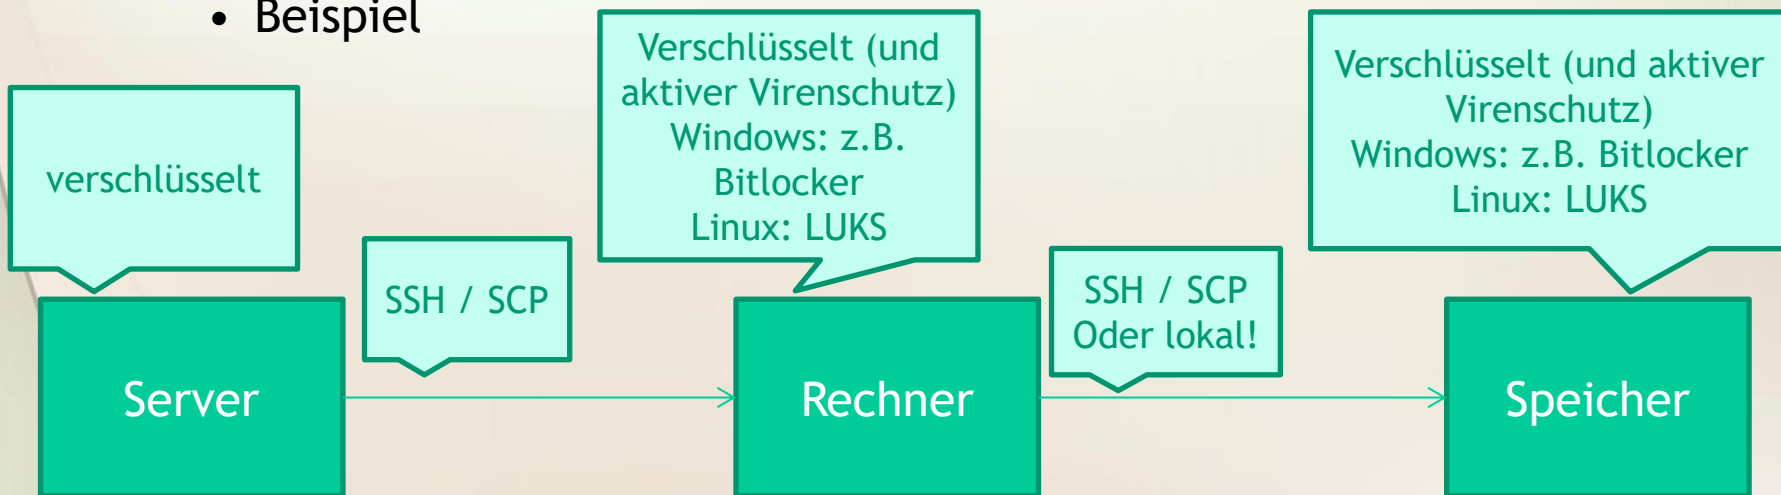 • Beispiel
verschlüsselt
SSH / SCP
Verschlüsselt (und
aktiver Virenschutz)
Windows: z.B.
Bitlocker
Linux: LUKS
SSH / SCP
Oder lokal!
Verschlüsselt (und aktiver
Virenschutz)
Windows: z.B. Bitlocker
Linux: LUKS
Server
Rechner
Speicher